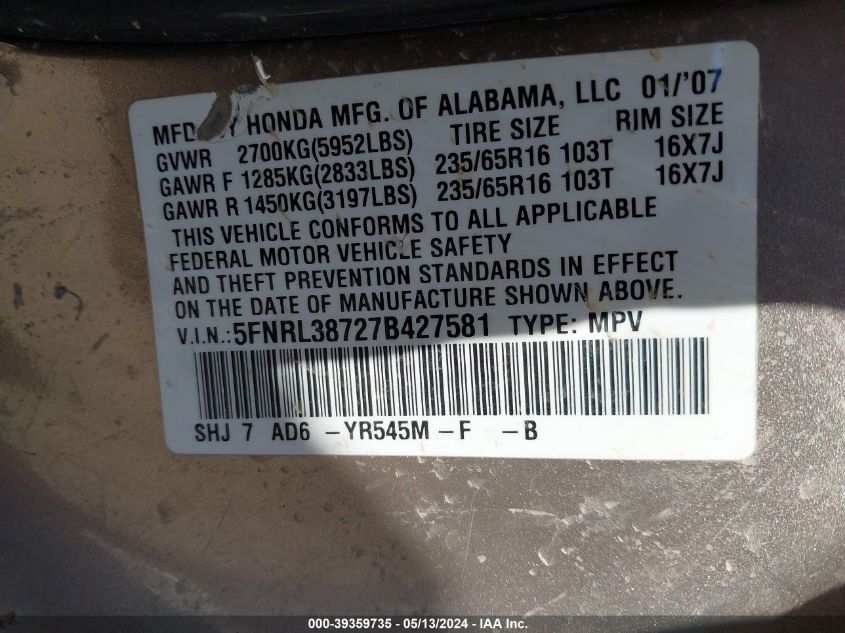 MFD HONDA MFG. OF ALABAMA, LLC 01/'07
GVWR 2700KG(5952LBS) TIRE SIZE RIM SIZE
GAWR F 1285KG(2833LBS) 235/65R16 103T 16X7J
GAWR R 1450KG(3197LBS) 235/65R16 103T 16X7J
THIS VEHICLE CONFORMS TO ALL APPLICABLE
FEDERAL MOTOR VEHICLE SAFETY
AND THEFT PREVENTION STANDARDS IN EFFECT
ON THE DATE OF MANUFACTURE SHOWN ABOVE.
V.I.N.:5FNRL38727B427581 TYPE: MPV
SHJ 7 AD6 -YR545M -F -B
000-39359735 - 05/13/2024 - IAA Inc.